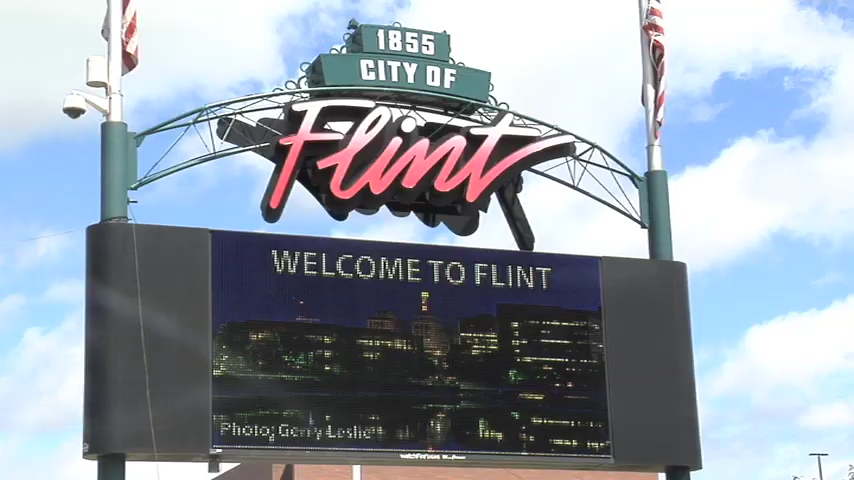 1855
CITY OF
Flint
WELCOME TO FLINT
Photo: Gerry Leslie